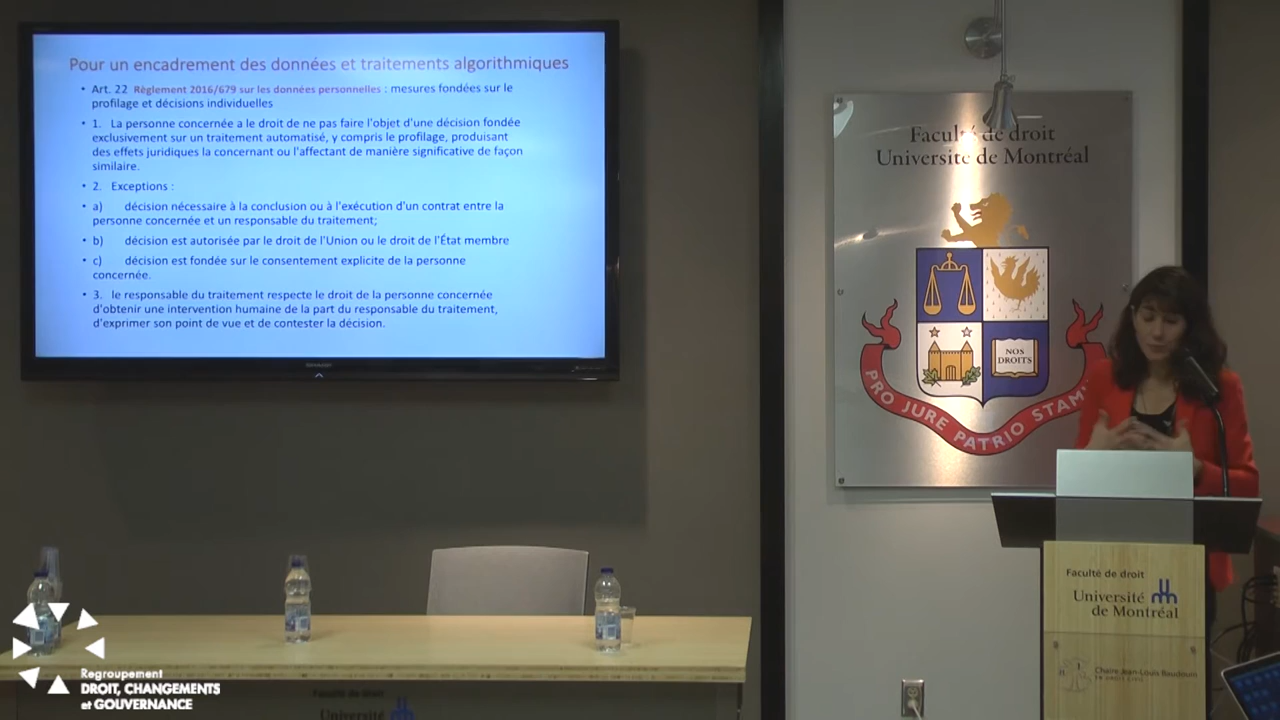 Pour un encadrement des données et traitements algorithmiques
• Art. 22 Règlement 2016/679 sur les données personnelles : mesures fondées sur le
profilage et décisions individuelles
• 1. La personne concernée a le droit de ne pas faire l'objet d'une décision fondée
exclusivement sur un traitement automatisé, y compris le profilage, produisant
des effets juridiques la concernant ou l'affectant de manière significative de façon
similaire.
• 2. Exceptions :
• a) décision nécessaire à la conclusion ou à l'exécution d'un contrat entre la
personne concernée et un responsable du traitement;
• b) décision est autorisée par le droit de l'Union ou le droit de l'État membre
• c) décision est fondée sur le consentement explicite de la personne
concernée.
• 3. le responsable du traitement respecte le droit de la personne concernée
d'obtenir une intervention humaine de la part du responsable du traitement,
d'exprimer son point de vue et de contester la décision.
Faculté de droit
Université de Montréal
NOS
DROITS
PRO JURE PATRIO STAM
Faculté de droit
Université
de Montréal
Chaire Jean-Louis Baudouin
EN DROIT CIVIL
Regroupement
DROIT, CHANGEMENTS
et GOUVERNANCE
Faculté de droit
Université